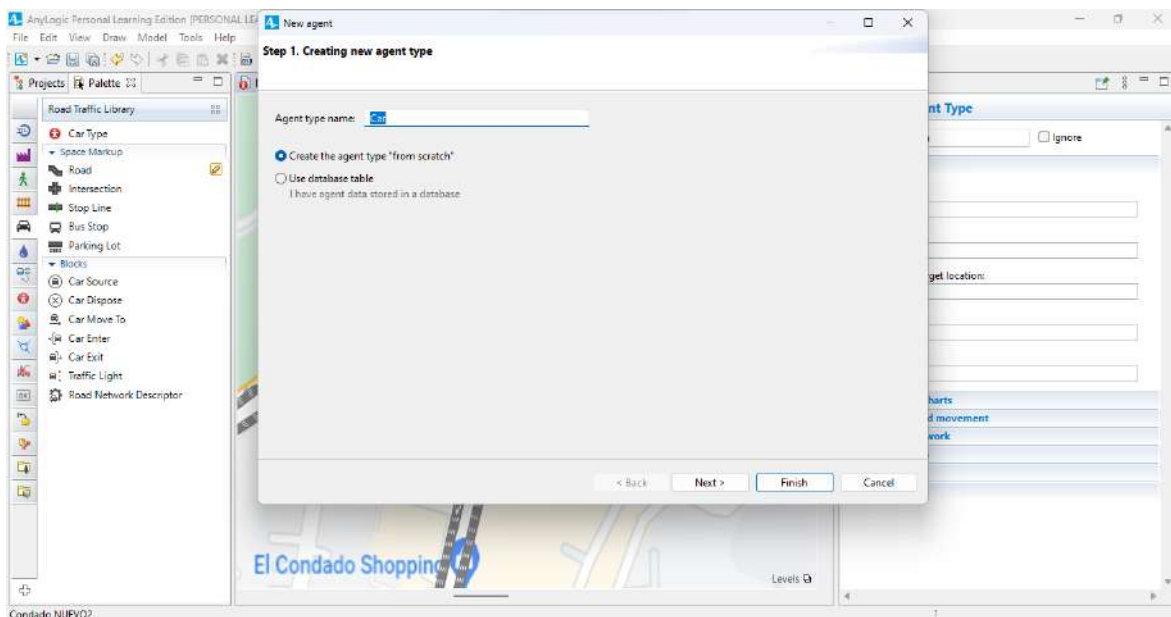 AnyLogic Personal Learning Edition [PERSONAL LE
File Edit View Draw Model Tools Help
Projects Palette
Road Traffic Library
Car Type
Space Markup
Road
Intersection
Stop Line
Bus Stop
Parking Lot
Blocks
Car Source
Car Dispose
Car Move To
Car Enter
Car Exit
Traffic Light
Road Network Descriptor
New agent
Step 1. Creating new agent type
Agent type name: Car
Create the agent type "from scratch"
Use database table
I have agent data stored in a database
< Back Next > Finish Cancel
nt Type
Ignore
get location:
harts
d movement
work
El Condado Shopping
Levels
Condado NUEVO2